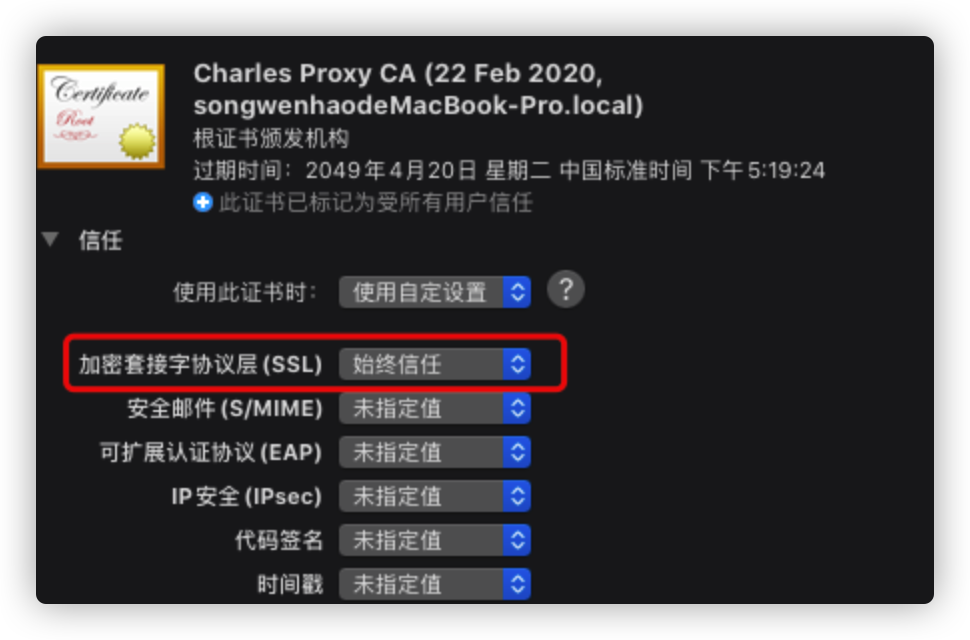 Certificate
Root
Charles Proxy CA (22 Feb 2020,
songwenhaodeMacBook-Pro.local)
根证书颁发机构
过期时间：2049年4月20日 星期二 中国标准时间 下午5:19:24
此证书已标记为受所有用户信任
信任
使用此证书时： 使用自定设置 ?
加密套接字协议层(SSL) 始终信任
安全邮件(S/MIME) 未指定值
可扩展认证协议(EAP) 未指定值
IP安全(IPsec) 未指定值
代码签名 未指定值
时间戳 未指定值